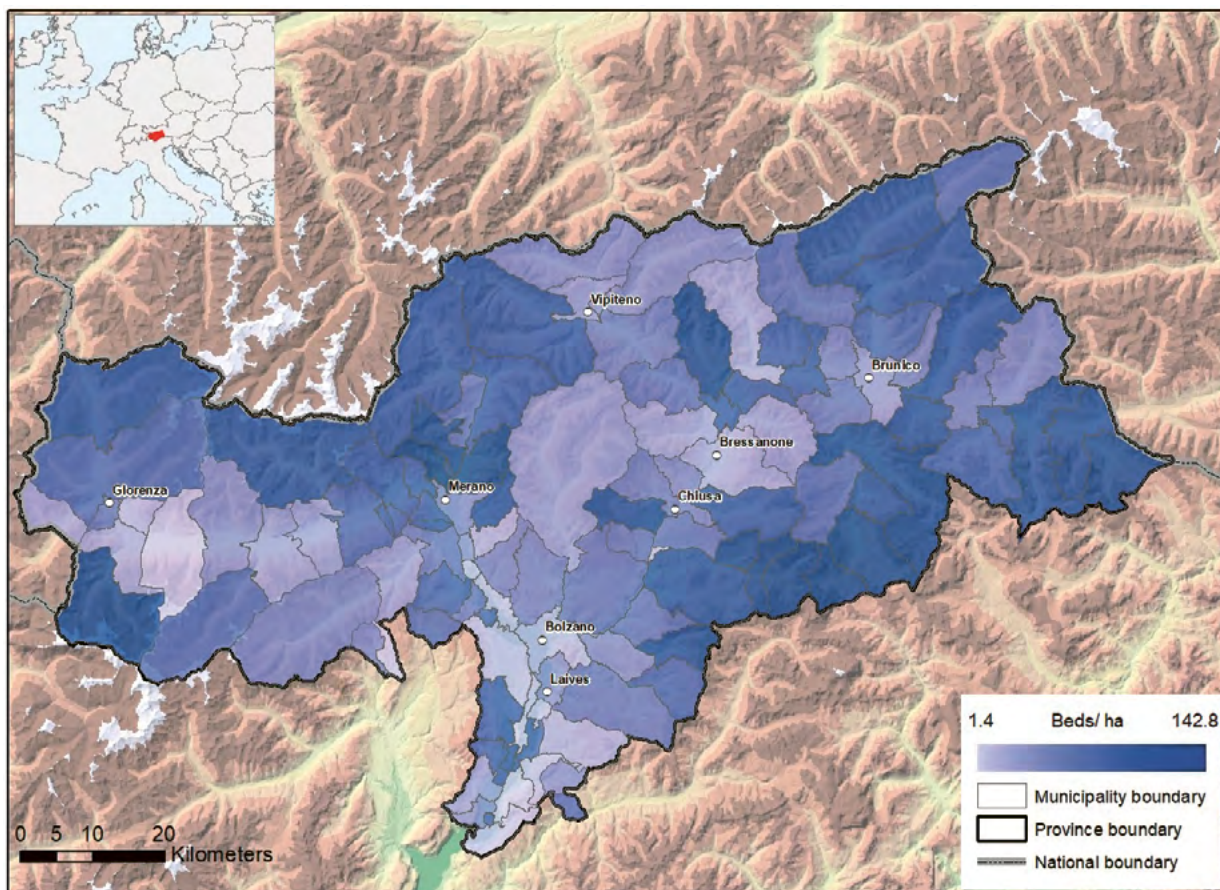 Vipiteno
Brunico
Bressanone
Glorenza
Merano
Chiusa
Bolzano
Laives
1.4 Beds/ ha 142.8
Municipality boundary
Province boundary
National boundary
0 5 10 20
Kilometers